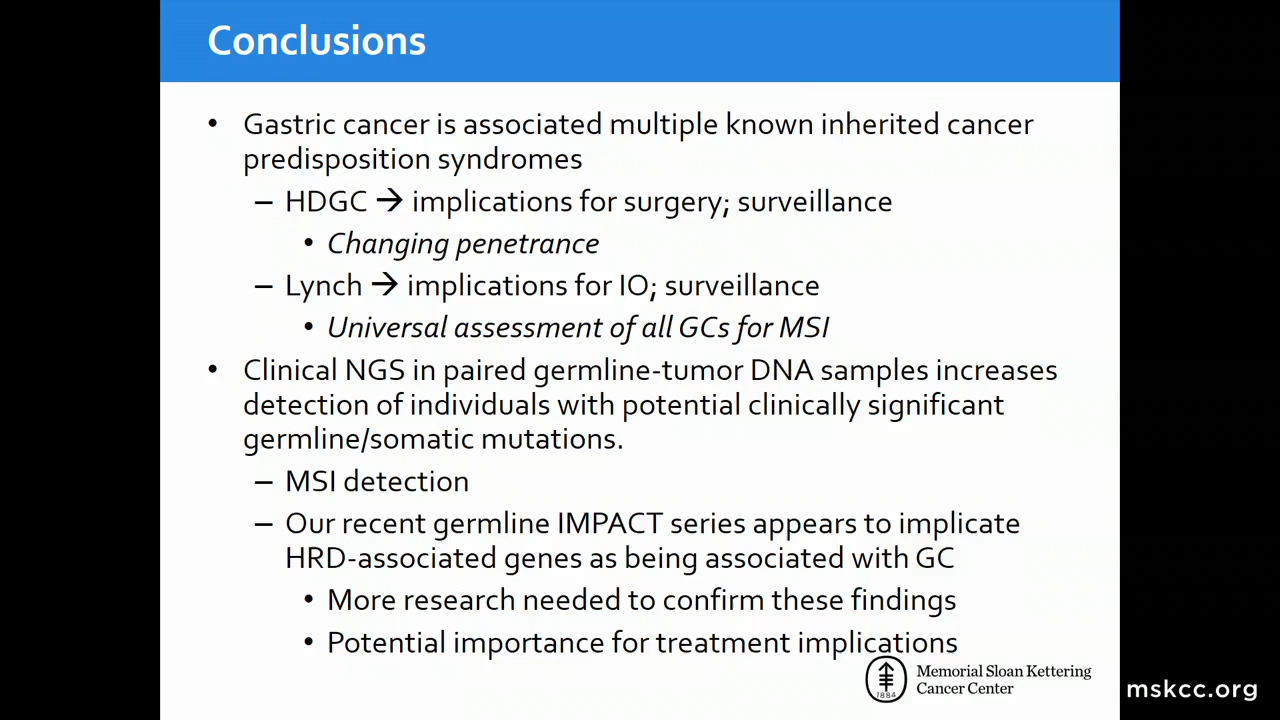 Conclusions
• Gastric cancer is associated multiple known inherited cancer
predisposition syndromes
– HDGC → implications for surgery; surveillance
• Changing penetrance
– Lynch → implications for IO; surveillance
• Universal assessment of all GCs for MSI
• Clinical NGS in paired germline-tumor DNA samples increases
detection of individuals with potential clinically significant
germline/somatic mutations.
– MSI detection
– Our recent germline IMPACT series appears to implicate
HRD-associated genes as being associated with GC
• More research needed to confirm these findings
• Potential importance for treatment implications
1884
Memorial Sloan Kettering
Cancer Center
mskcc.org